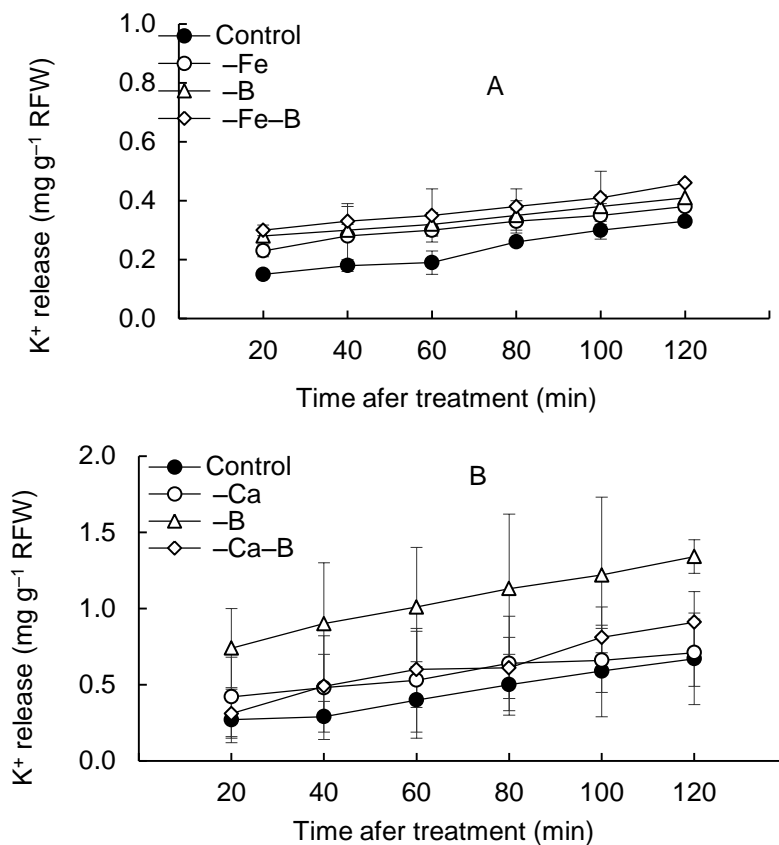 Control
–Fe
–B
–Fe–B
A
1.0
0.8
0.6
0.4
0.2
0.0
K⁺ release (mg g⁻¹ RFW)
20 40 60 80 100 120
Time afer treatment (min)
Control
–Ca
–B
–Ca–B
B
2.0
1.5
1.0
0.5
0.0
K⁺ release (mg g⁻¹ RFW)
20 40 60 80 100 120
Time afer treatment (min)